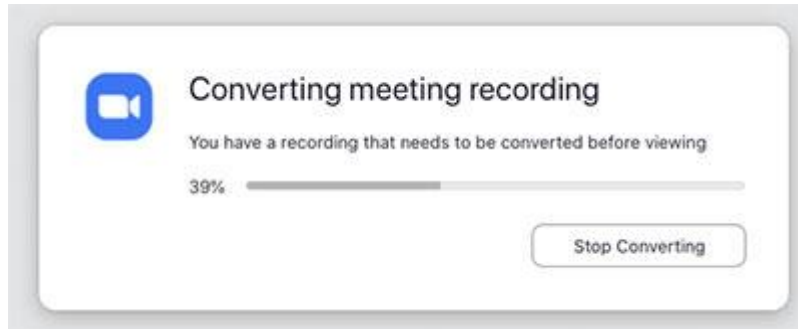 Converting meeting recording
You have a recording that needs to be converted before viewing
39%
Stop Converting